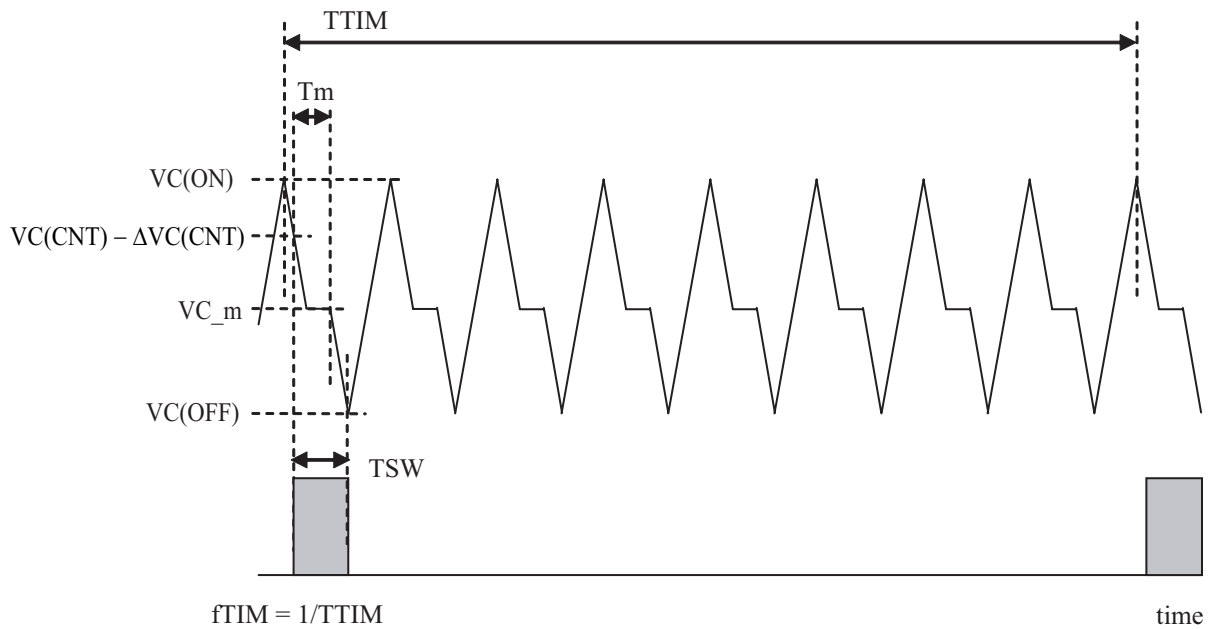 TTIM
Tm
VC(ON)
VC(CNT) – ΔVC(CNT)
VC_m
VC(OFF)
TSW
fTIM = 1/TTIM
time